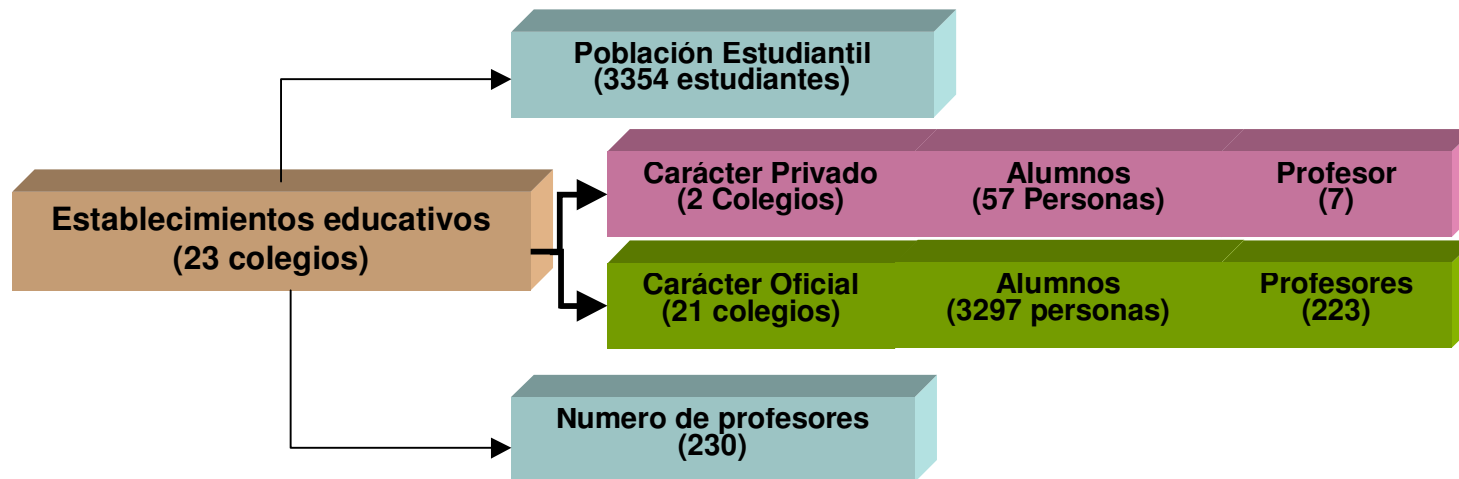 Población Estudiantil
(3354 estudiantes)
Carácter Privado
(2 Colegios)
Alumnos
(57 Personas)
Profesor
(7)
Establecimientos educativos
(23 colegios)
Carácter Oficial
(21 colegios)
Alumnos
(3297 personas)
Profesores
(223)
Numero de profesores
(230)